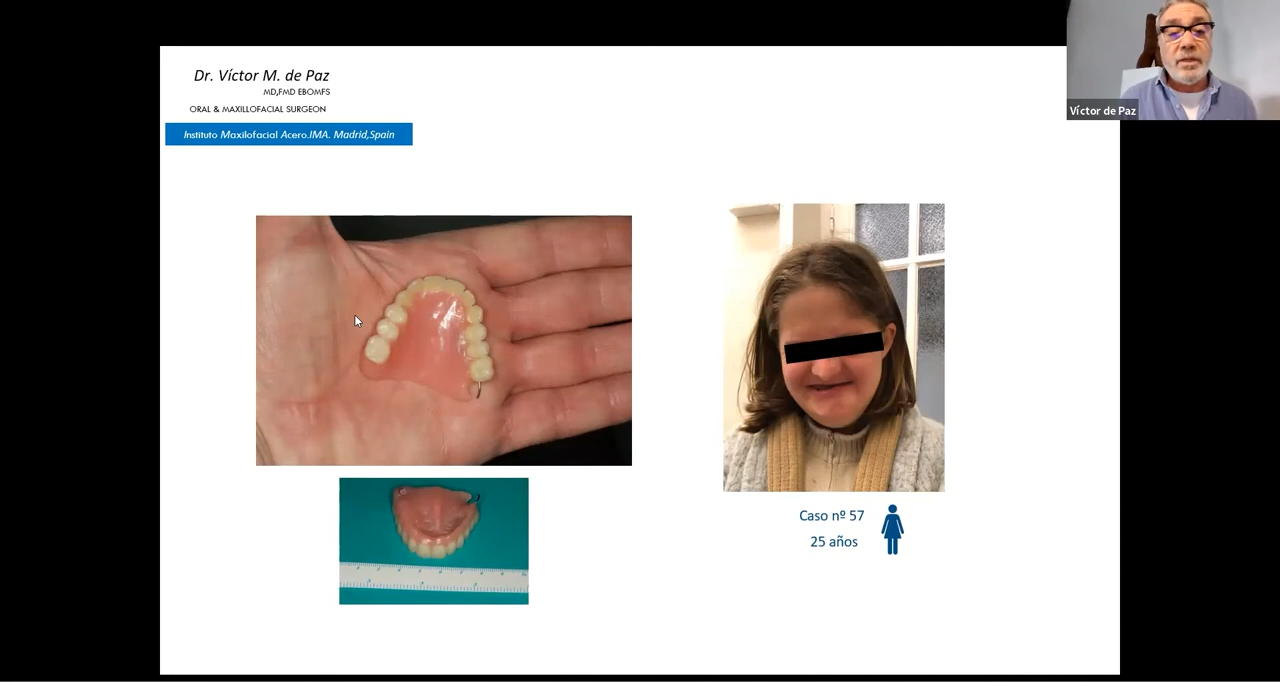 Dr. Víctor M. de Paz
MD,FMD EBOMFS
ORAL & MAXILLOFACIAL SURGEON
Instituto Maxilofacial Acero.IMA. Madrid,Spain
Víctor de Paz
Caso nº 57
25 años